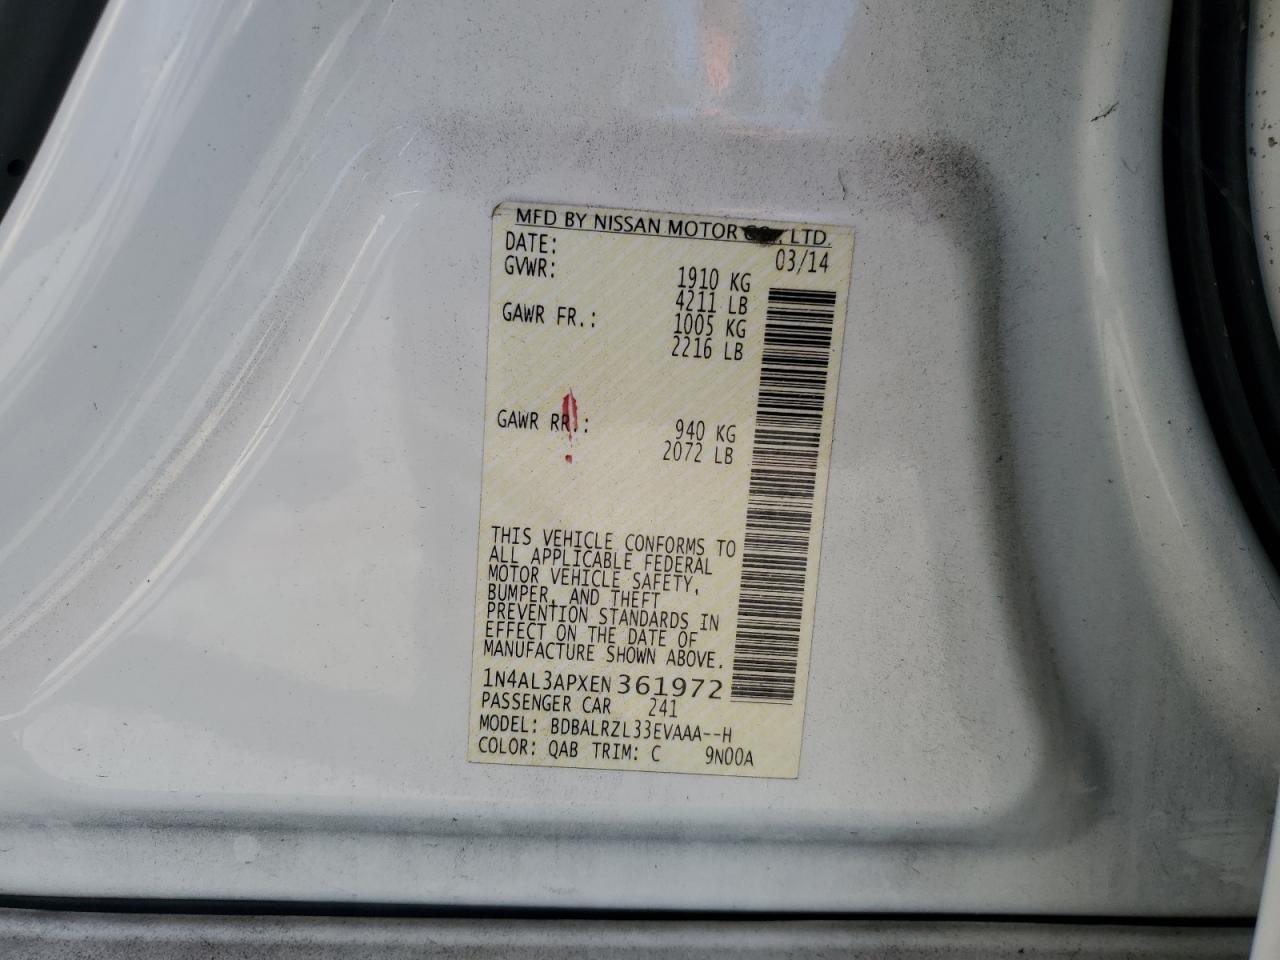 MFD BY NISSAN MOTOR CO., LTD.
DATE: 03/14
GVWR: 1910 KG
4211 LB
GAWR FR.: 1005 KG
2216 LB
GAWR RR.: 940 KG
2072 LB
THIS VEHICLE CONFORMS TO
ALL APPLICABLE FEDERAL
MOTOR VEHICLE SAFETY,
BUMPER, AND THEFT
PREVENTION STANDARDS IN
EFFECT ON THE DATE OF
MANUFACTURE SHOWN ABOVE.
1N4AL3APXEN361972
PASSENGER CAR 241
MODEL: BDBALRZL33EVAAA--H
COLOR: QAB TRIM: C 9N00A